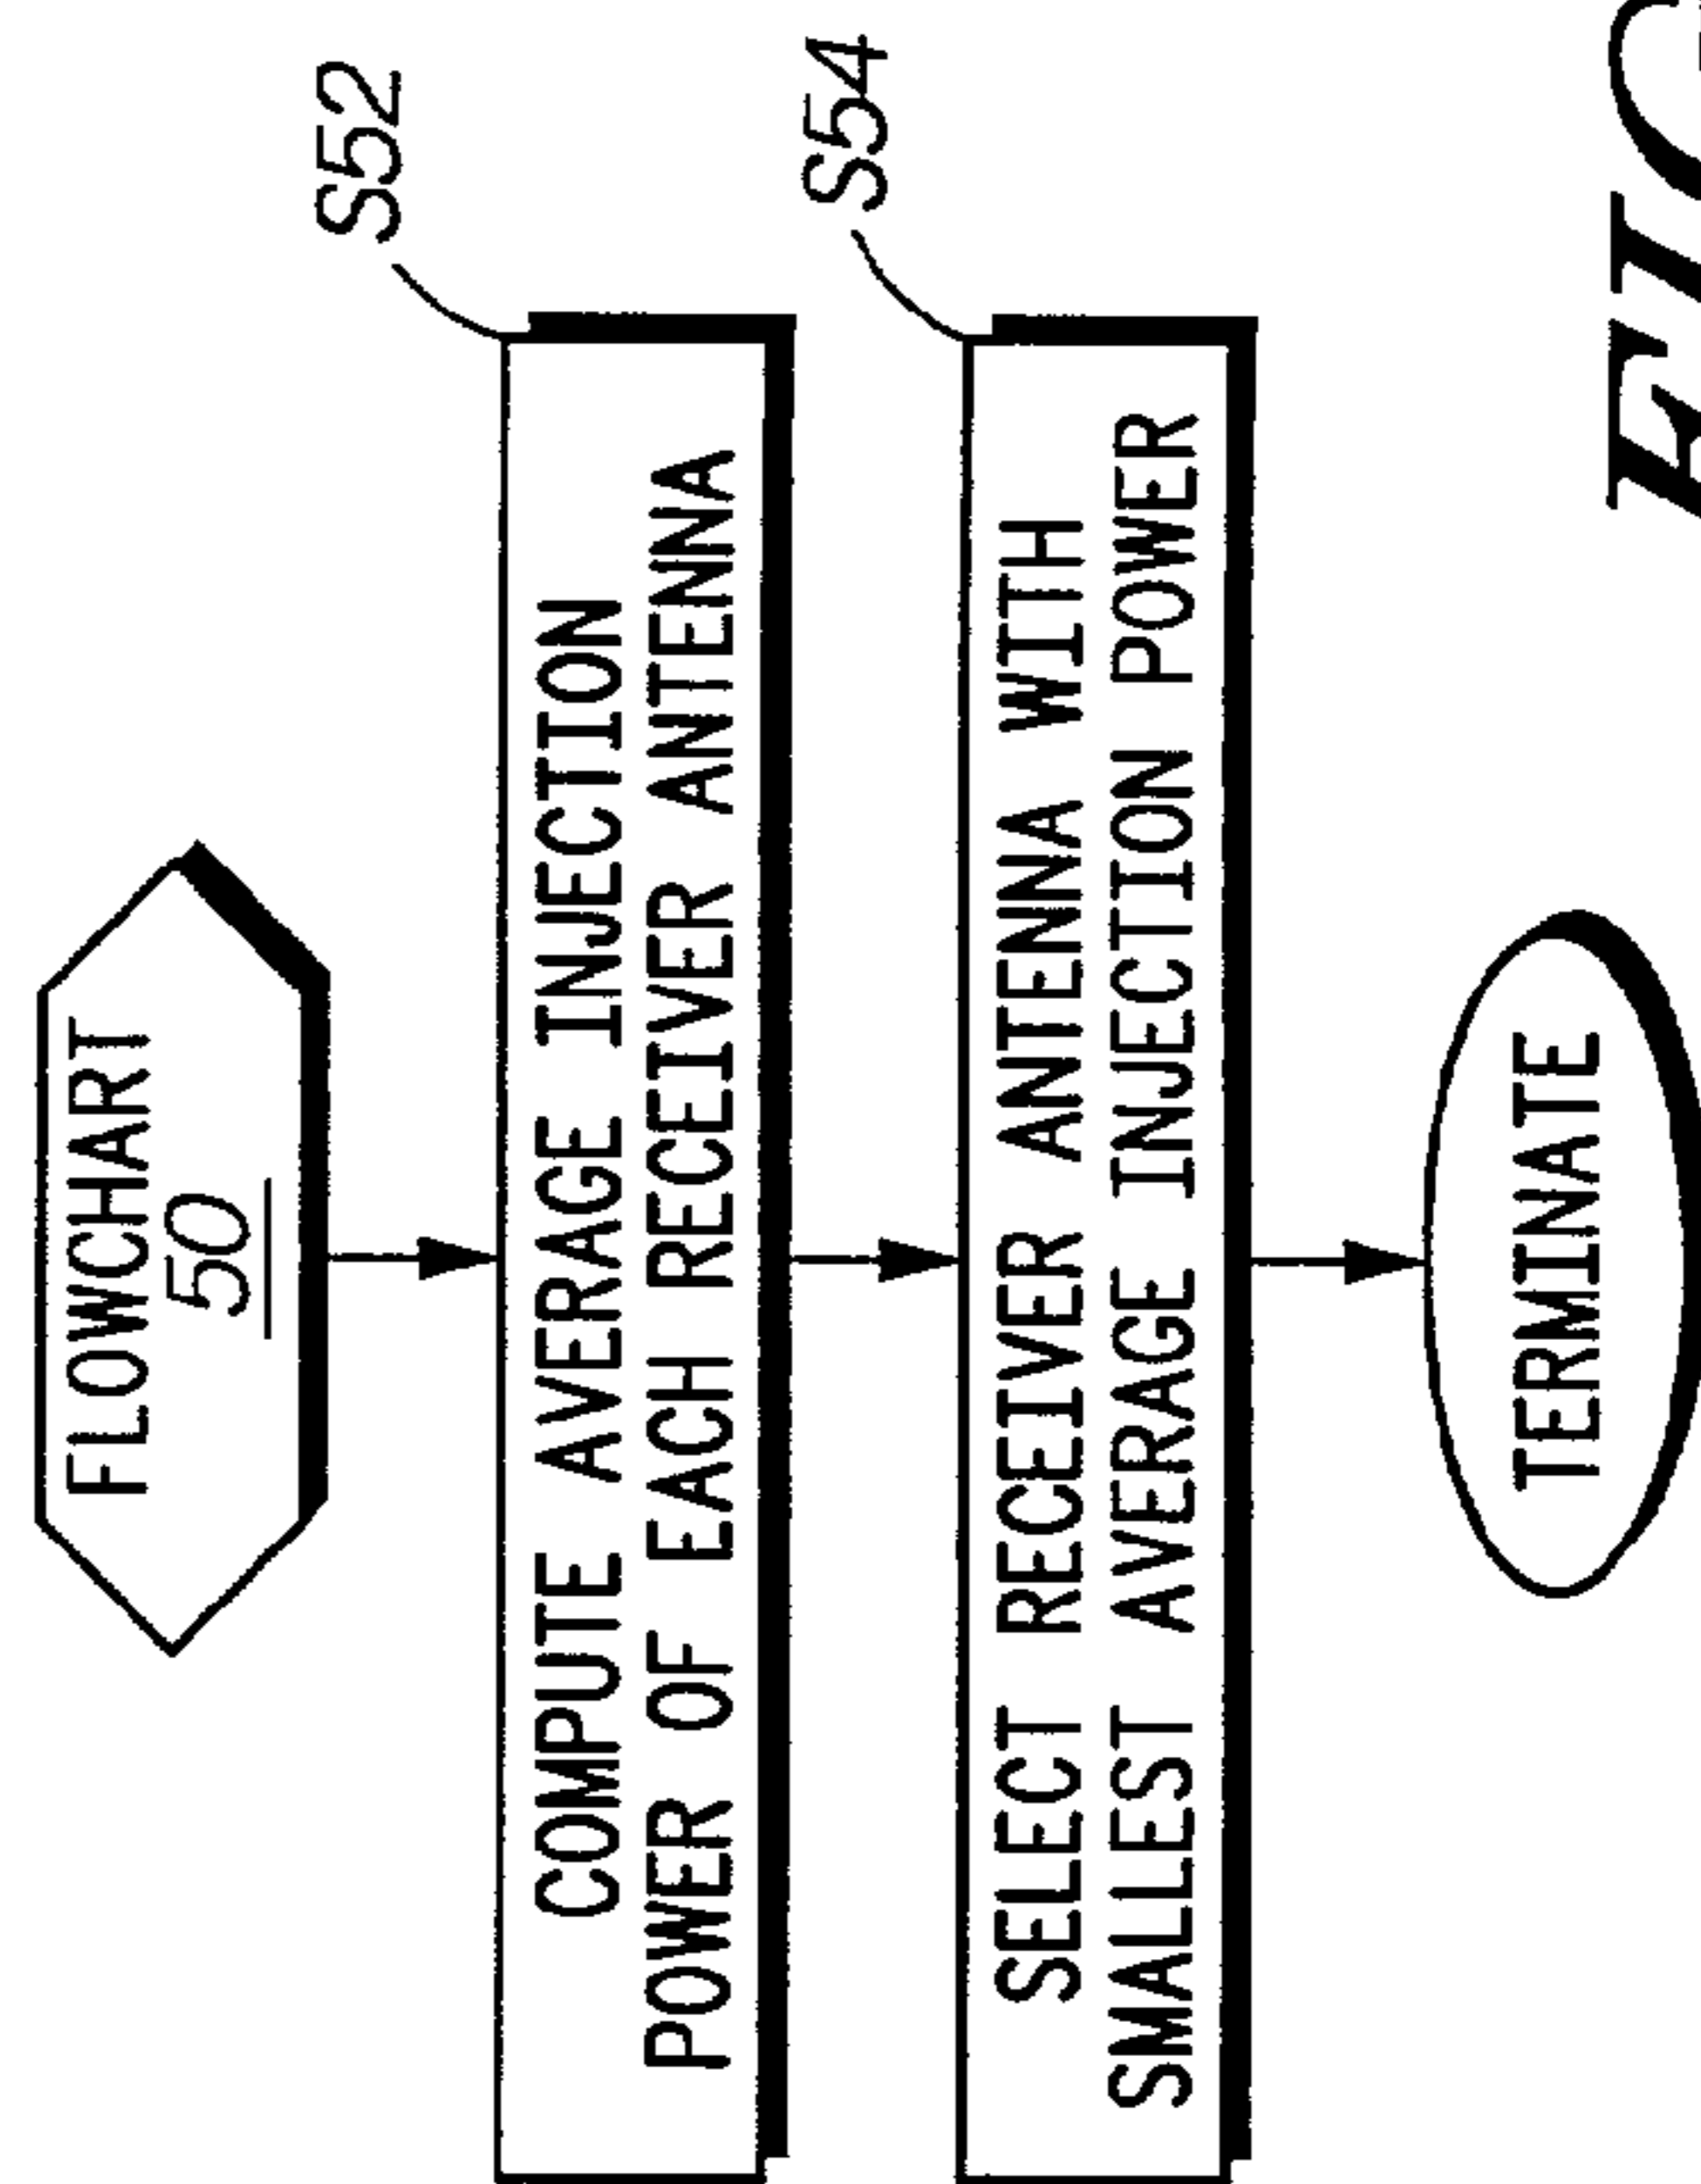 FLOWCHART
50
S52
COMPUTE AVERAGE INJECTION
POWER OF EACH RECEIVER ANTENNA
S54
SELECT RECEIVER ANTENNA WITH
SMALLEST AVERAGE INJECTION POWER
TERMINATE